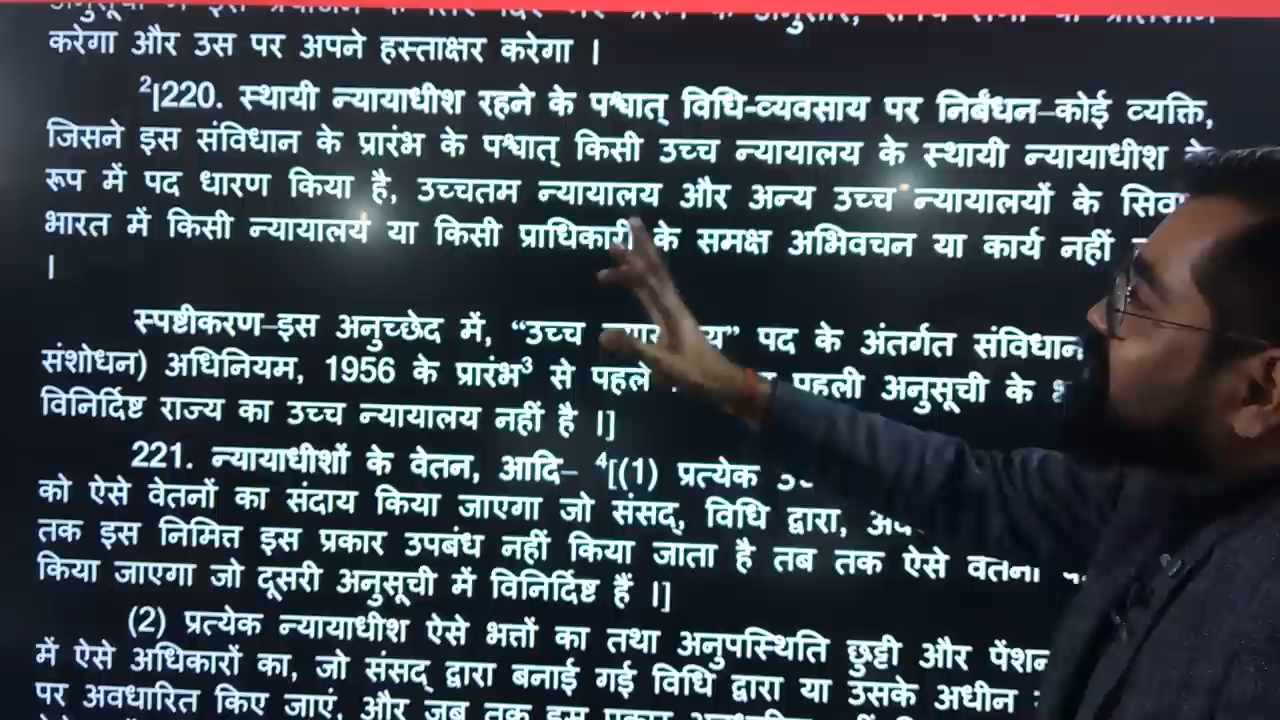 करेगा और उस पर अपने हस्ताक्षर करेगा ।
²[220. स्थायी न्यायाधीश रहने के पश्चात् विधि-व्यवसाय पर निर्बंधन–कोई व्यक्ति,
जिसने इस संविधान के प्रारंभ के पश्चात् किसी उच्च न्यायालय के स्थायी न्यायाधीश के
रूप में पद धारण किया है, उच्चतम न्यायालय और अन्य उच्च न्यायालयों के
भारत में किसी न्यायालय या किसी प्राधिकारी के समक्ष अभिवचन या कार्य नहीं
।
स्पष्टीकरण–इस अनुच्छेद में, “उच्च पद के अंतर्गत संविधान
संशोधन) अधिनियम, 1956 के प्रारंभ³ से पहले पहली अनुसूची के
विनिर्दिष्ट राज्य का उच्च न्यायालय नहीं है ।]
221. न्यायाधीशों के वेतन, आदि– ⁴[(1) प्रत्येक
को ऐसे वेतनों का संदाय किया जाएगा जो संसद्, विधि द्वारा,
तक इस निमित्त इस प्रकार उपबंध नहीं किया जाता है तब तक ऐसे
किया जाएगा जो दूसरी अनुसूची में विनिर्दिष्ट हैं ।]
(2) प्रत्येक न्यायाधीश ऐसे भत्तों का तथा अनुपस्थिति छुट्टी और पेंशन
में ऐसे अधिकारों का, जो संसद् द्वारा बनाई गई विधि द्वारा या उसके अधीन
पर अवधारित किए जाएं, और जब तक इस प्रकार